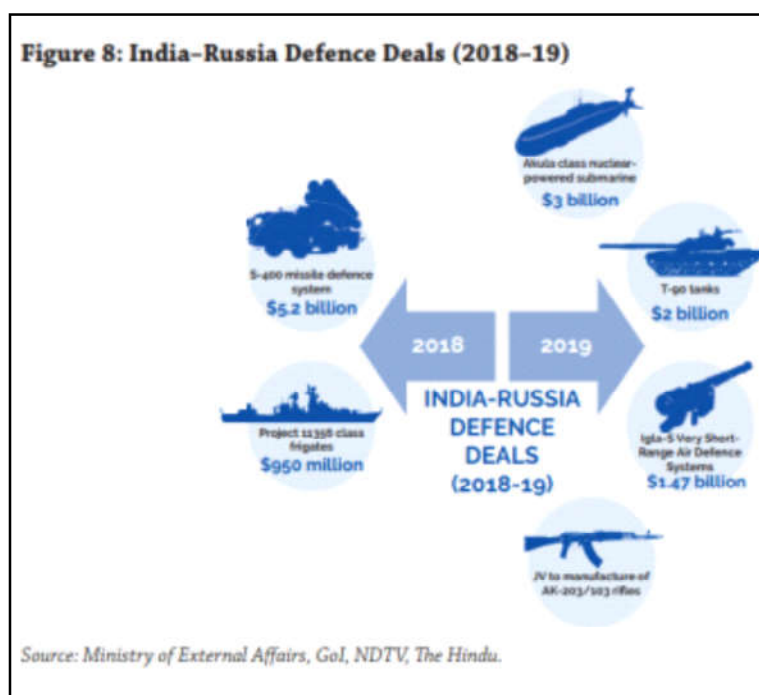 Figure 8: India–Russia Defence Deals (2018–19)
Akula class nuclear-
powered submarine
$3 billion
S-400 missile defence
system
$5.2 billion
T-90 tanks
$2 billion
2018
2019
Project 11356 class
frigates
$950 million
INDIA-RUSSIA
DEFENCE
DEALS
(2018-19)
Igla-S Very Short-
Range Air Defence
Systems
$1.47 billion
JV to manufacture of
AK-203/103 rifles
Source: Ministry of External Affairs, GoI, NDTV, The Hindu.